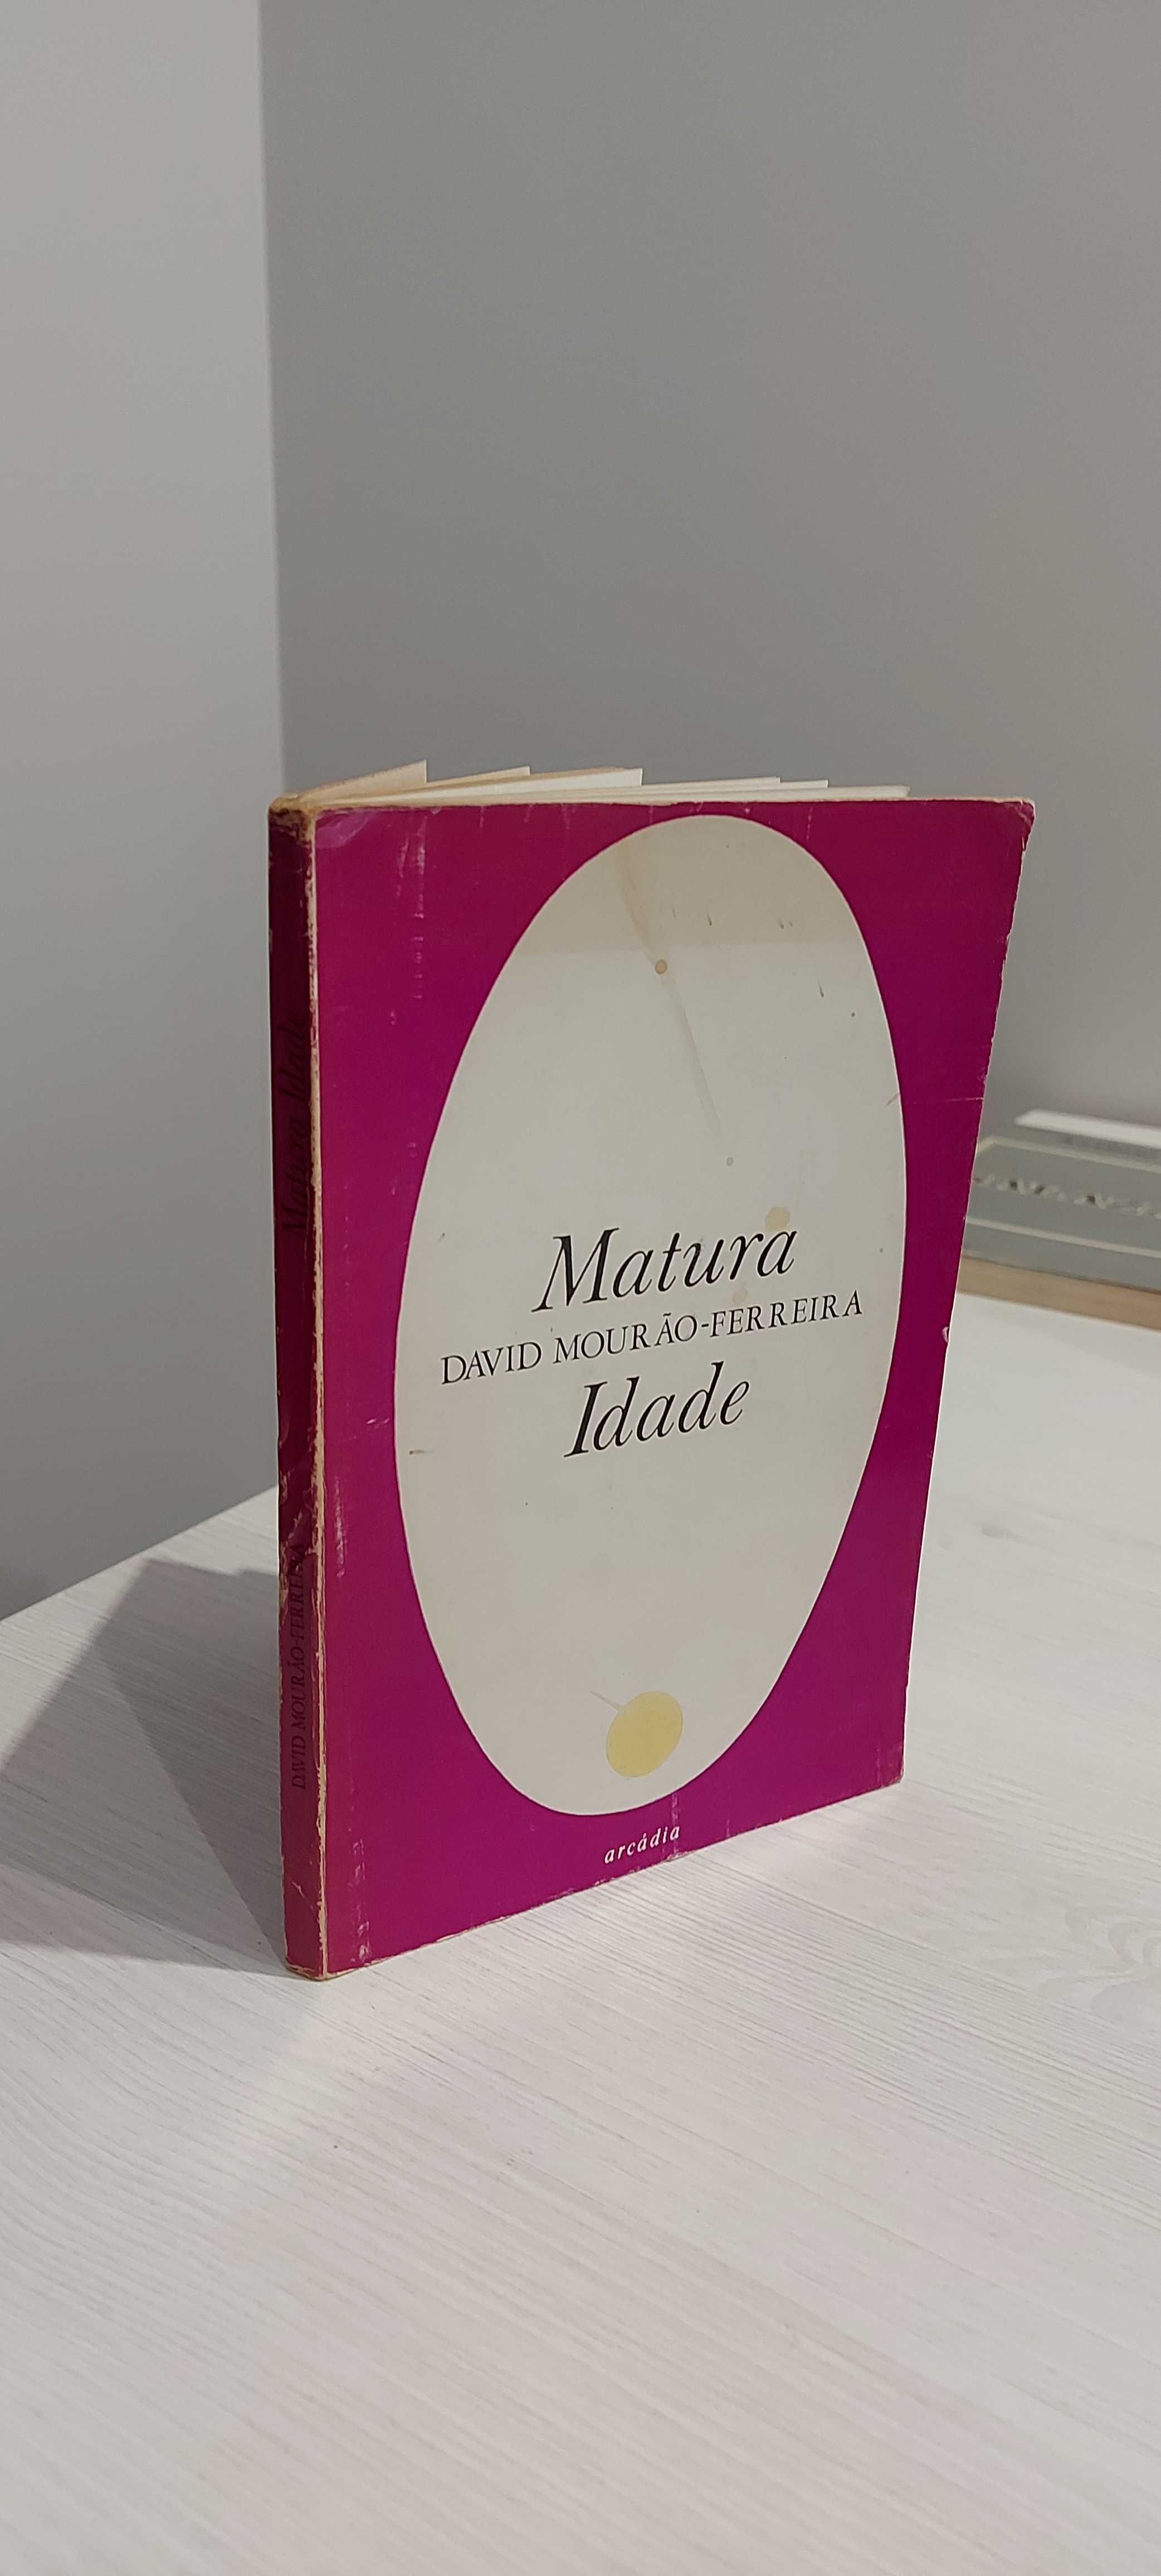 Matura
DAVID MOURÃO-FERREIRA
Idade
arcádia
Matura Idade
DAVID MOURÃO-FERREIRA